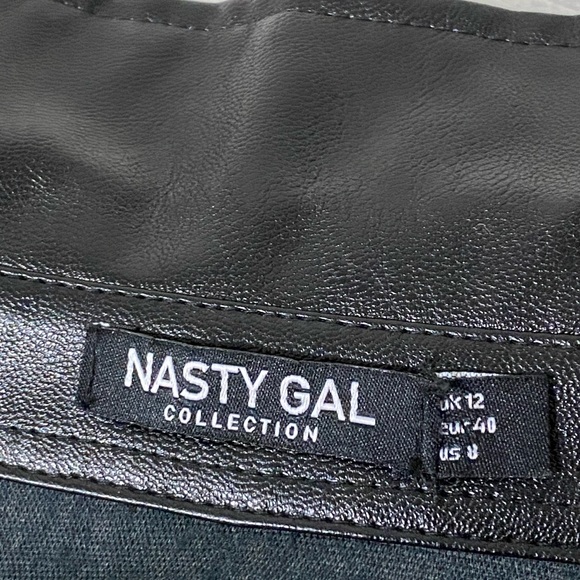 NASTY GAL
COLLECTION
uk 12
eur 40
us 8